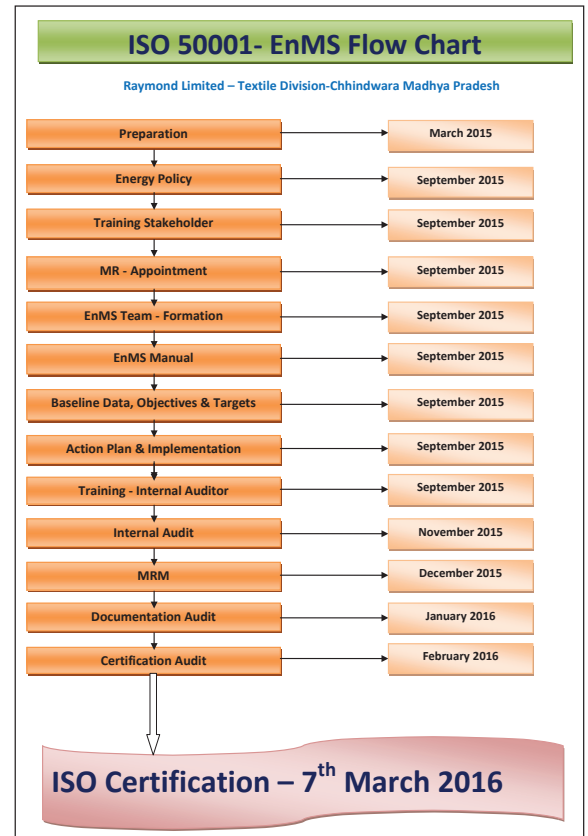 ISO 50001- EnMS Flow Chart
Raymond Limited – Textile Division-Chhindwara Madhya Pradesh
Preparation
March 2015
Energy Policy
September 2015
Training Stakeholder
September 2015
MR - Appointment
September 2015
EnMS Team - Formation
September 2015
EnMS Manual
September 2015
Baseline Data, Objectives & Targets
September 2015
Action Plan & Implementation
September 2015
Training - Internal Auditor
September 2015
Internal Audit
November 2015
MRM
December 2015
Documentation Audit
January 2016
Certification Audit
February 2016
ISO Certification – 7th March 2016